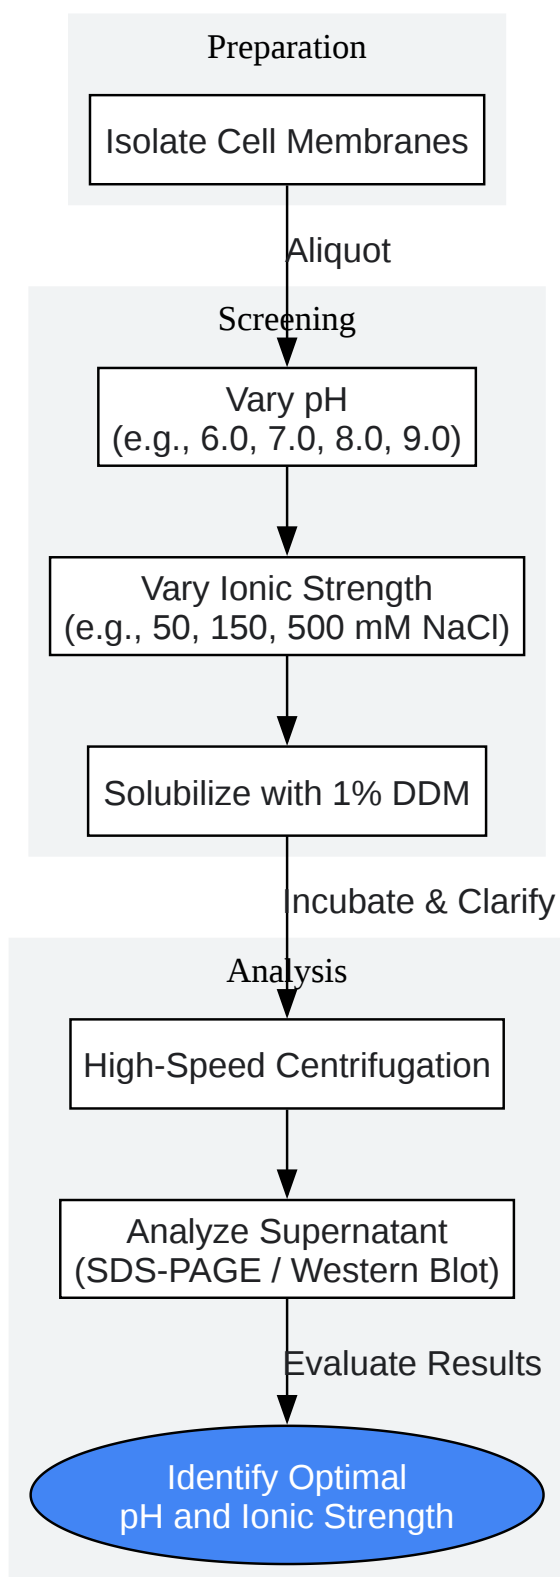 Preparation
Isolate Cell Membranes
Aliquot
Screening
Vary pH
(e.g., 6.0, 7.0, 8.0, 9.0)
Vary Ionic Strength
(e.g., 50, 150, 500 mM NaCl)
Solubilize with 1% DDM
Incubate & Clarify
Analysis
High-Speed Centrifugation
Analyze Supernatant
(SDS-PAGE / Western Blot)
Evaluate Results
Identify Optimal
pH and Ionic Strength